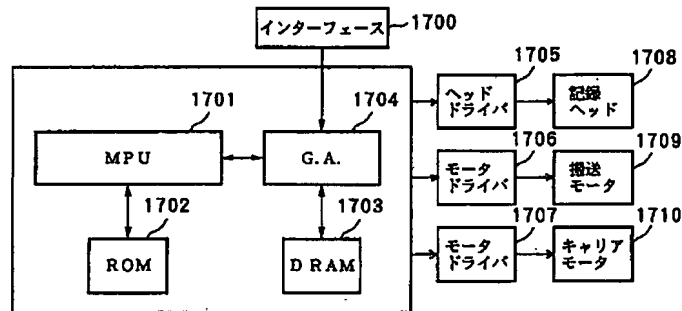 インターフェース
1700
1701
MPU
1704
G.A.
1702
ROM
1703
DRAM
1705
ヘッド
ドライバ
1708
記録
ヘッド
1706
モータ
ドライバ
1709
搬送
モータ
1707
モータ
ドライバ
1710
キャリア
モータ